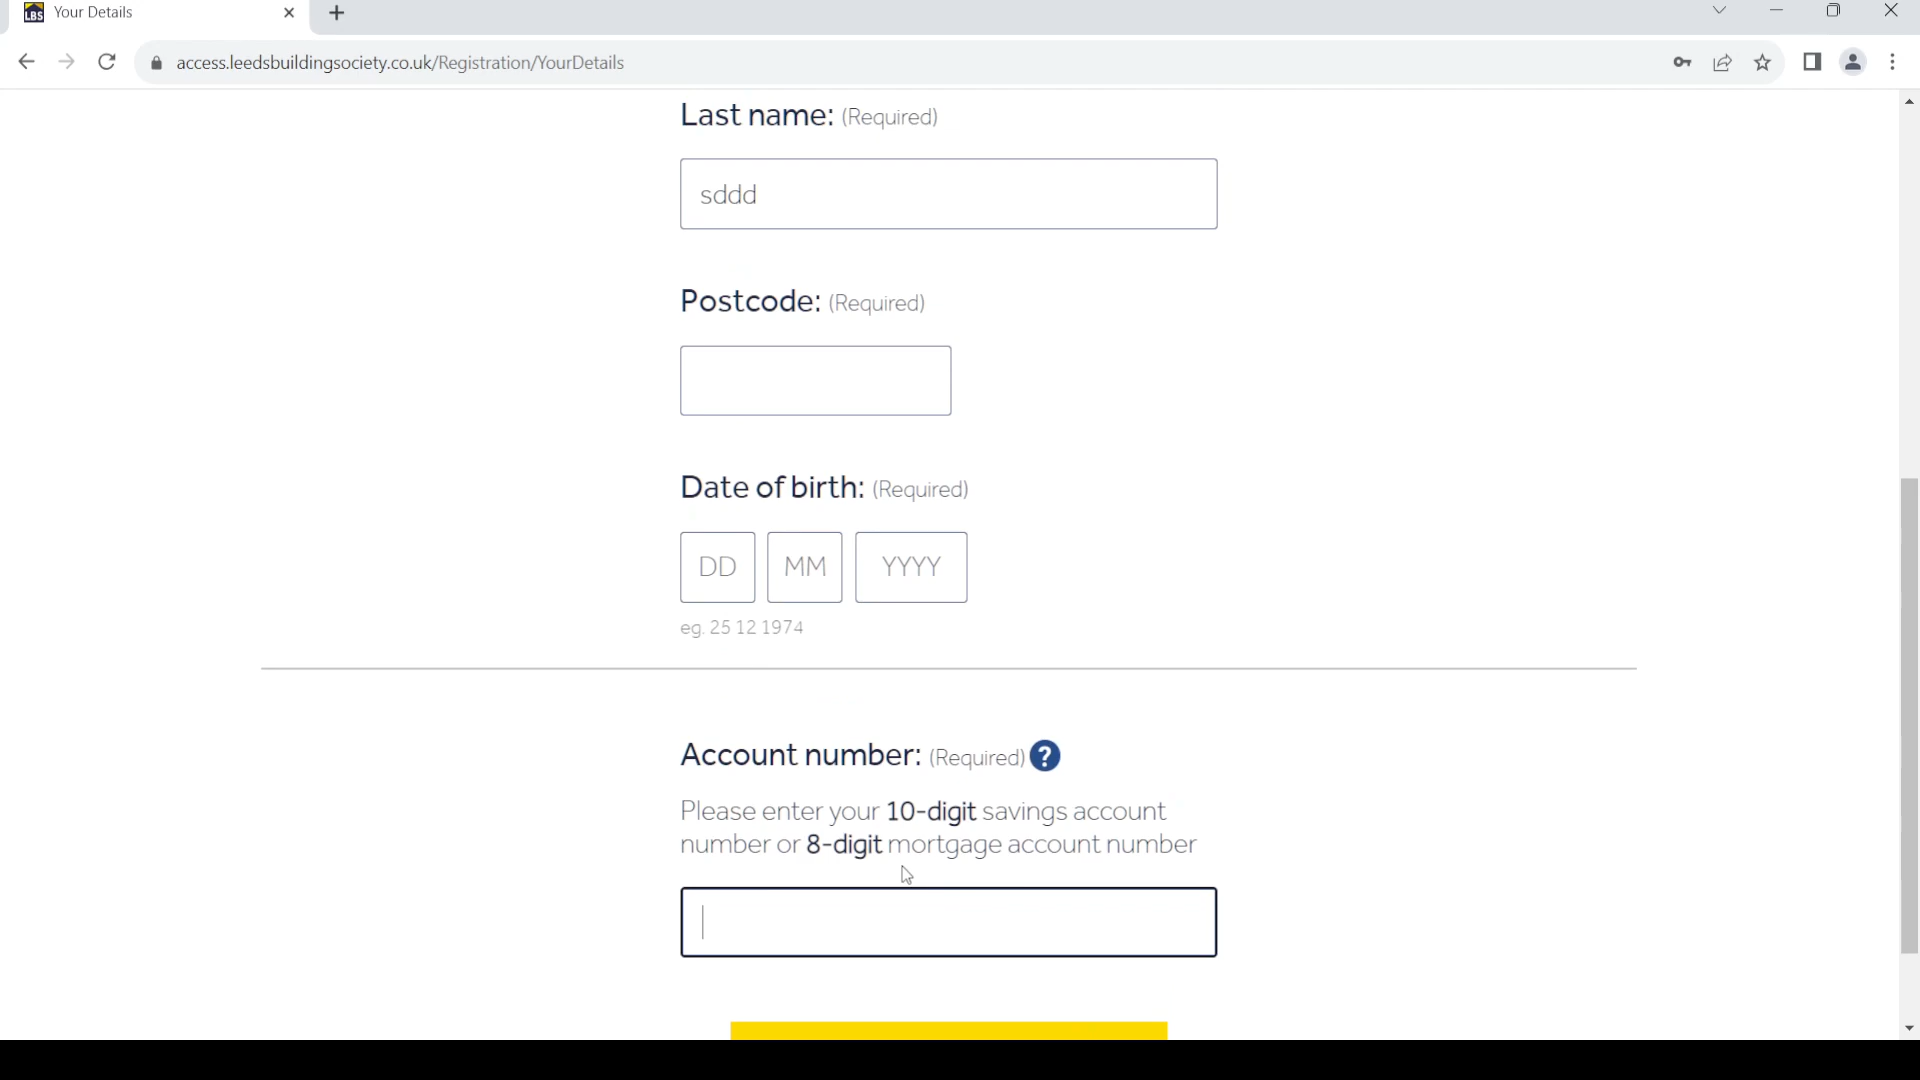 LBS Your Details
access.leedsbuildingsociety.co.uk/Registration/YourDetails
Last name: (Required)
sddd
Postcode: (Required)
Date of birth: (Required)
DD MM YYYY
eg. 25 12 1974
Account number: (Required) ?
Please enter your 10-digit savings account
number or 8-digit mortgage account number